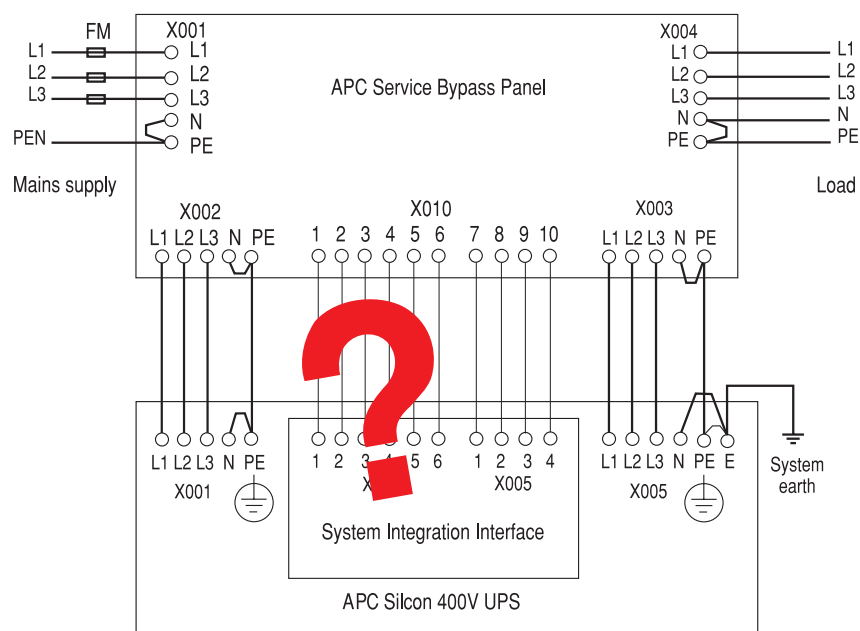 FM X001 X004
L1 L1 L1 L1
L2 L2 L2 L2
L3 L3 L3 L3
APC Service Bypass Panel
N N N
PEN PE PE PE
Mains supply Load
X002 X010 X003
L1 L2 L3 N PE 1 2 3 4 5 6 7 8 9 10 L1 L2 L3 N PE
?
L1 L2 L3 N PE 1 2 3 4 5 6 1 2 3 4 L1 L2 L3 N PE E
X001 X005 X005
System
earth
System Integration Interface
APC Silcon 400V UPS